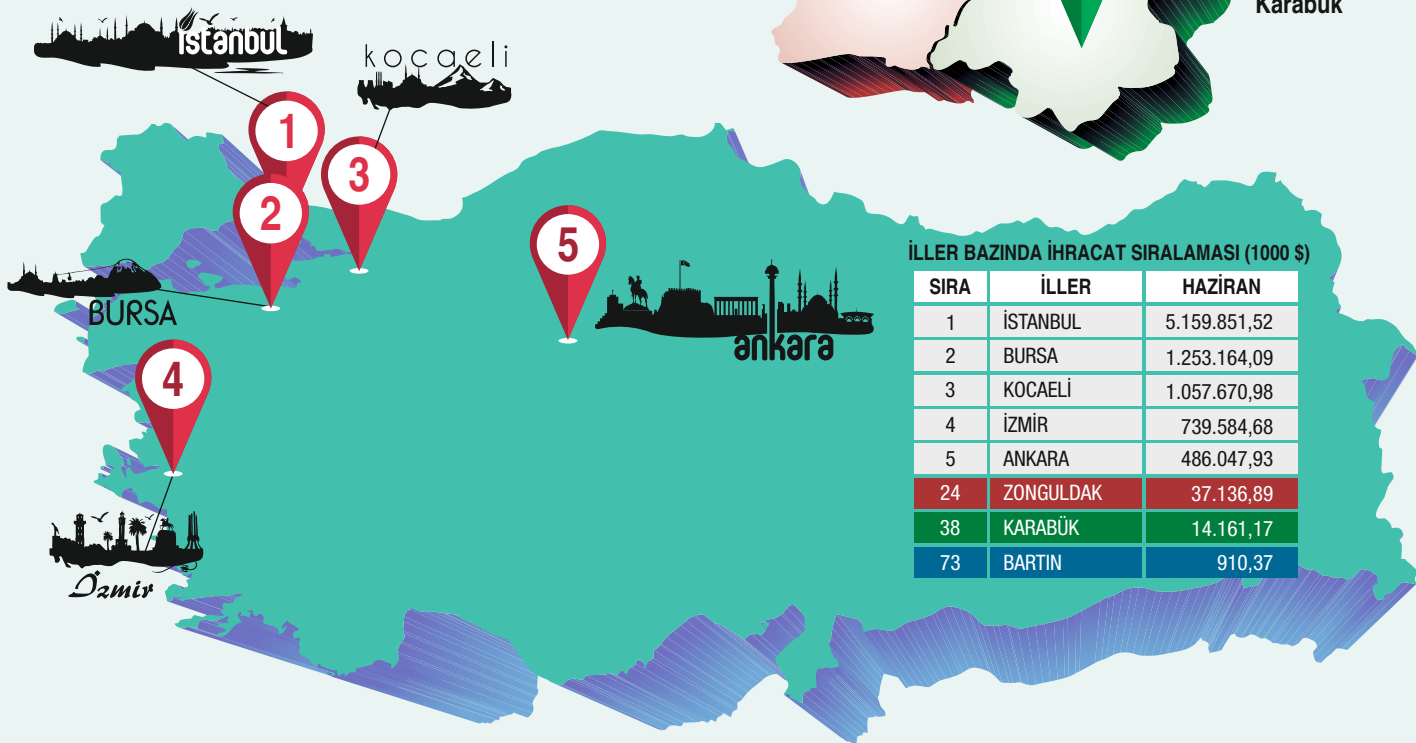 Karabük
istanbul
kocaeli
1
3
2
5
BURSA
ankara
4
İzmir
İLLER BAZINDA İHRACAT SIRALAMASI (1000 $)
SIRA İLLER HAZİRAN
1 İSTANBUL 5.159.851,52
2 BURSA 1.253.164,09
3 KOCAELİ 1.057.670,98
4 İZMİR 739.584,68
5 ANKARA 486.047,93
24 ZONGULDAK 37.136,89
38 KARABÜK 14.161,17
73 BARTIN 910,37